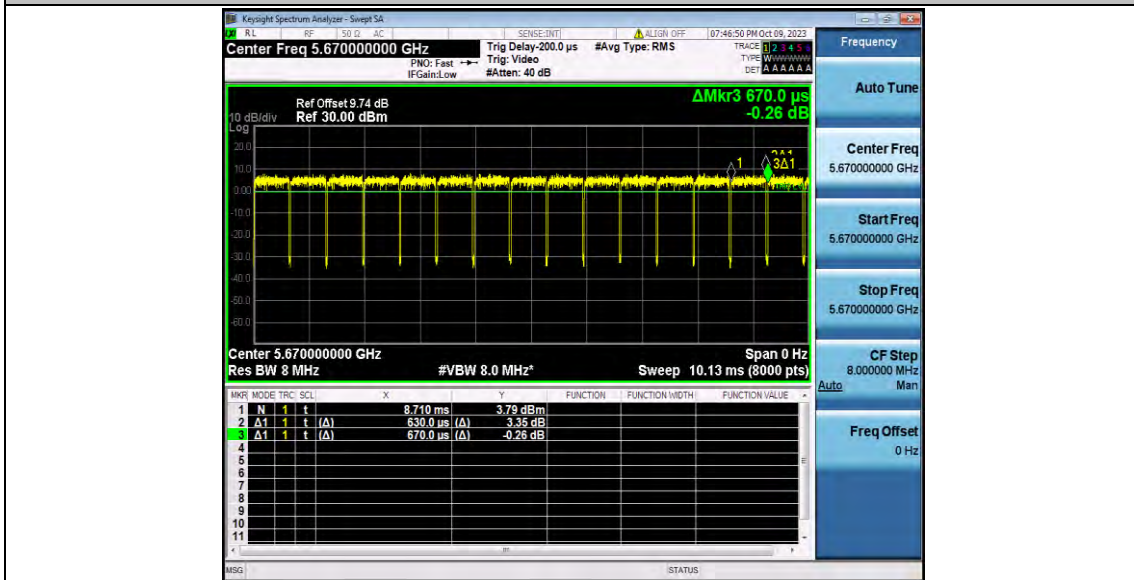 Keysight Spectrum Analyzer - Swept SA
RL RF 50 Ω AC SENSE:INT ALIGN OFF 07:46:50 PM Oct 09, 2023
Center Freq 5.670000000 GHz
PNO: Fast
IFGain:Low
Trig Delay-200.0 µs
Trig: Video
#Atten: 40 dB
#Avg Type: RMS
TRACE 1 2 3 4 5 6
TYPE W
DET A A A A A A
ΔMkr3 670.0 µs
-0.26 dB
Ref Offset 9.74 dB
10 dB/div Ref 30.00 dBm
Log
20.0
10.0
0.00
-10.0
-20.0
-30.0
-40.0
-50.0
-60.0
1
3Δ1
Center 5.670000000 GHz Span 0 Hz
Res BW 8 MHz #VBW 8.0 MHz* Sweep 10.13 ms (8000 pts)
MKR MODE TRC SCL X Y FUNCTION FUNCTION WIDTH FUNCTION VALUE
1 N 1 t 8.710 ms 3.79 dBm
2 Δ1 1 t (Δ) 630.0 µs (Δ) 3.35 dB
3 Δ1 1 t (Δ) 670.0 µs (Δ) -0.26 dB
4
5
6
7
8
9
10
11
MSG STATUS
Frequency
Auto Tune
Center Freq
5.670000000 GHz
Start Freq
5.670000000 GHz
Stop Freq
5.670000000 GHz
CF Step
8.000000 MHz
Auto Man
Freq Offset
0 Hz